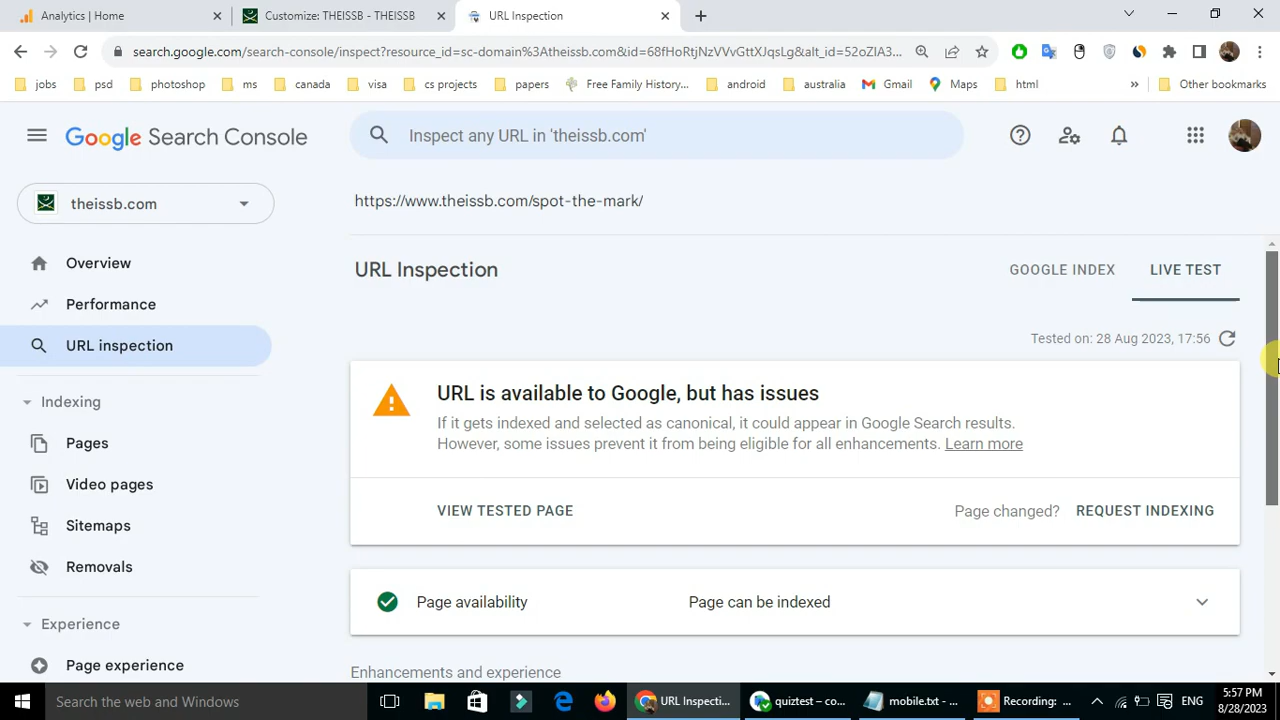 Analytics | Home
Customize: THEISSB - THEISSB
URL Inspection
search.google.com/search-console/inspect?resource_id=sc-domain%3Atheissb.com&id=68fHoRtjNzVVvGttXJqsLg&alt_id=52oZIA3...
jobs
psd
photoshop
ms
canada
visa
cs projects
papers
Free Family History...
android
australia
Gmail
Maps
html
»
Other bookmarks
Google Search Console
Inspect any URL in 'theissb.com'
theissb.com
https://www.theissb.com/spot-the-mark/
Overview
Performance
URL inspection
Indexing
Pages
Video pages
Sitemaps
Removals
Experience
Page experience
URL Inspection
GOOGLE INDEX
LIVE TEST
Tested on: 28 Aug 2023, 17:56
URL is available to Google, but has issues
If it gets indexed and selected as canonical, it could appear in Google Search results.
However, some issues prevent it from being eligible for all enhancements. Learn more
VIEW TESTED PAGE
Page changed? REQUEST INDEXING
Page availability
Page can be indexed
Enhancements and experience
Search the web and Windows
URL Inspecti...
quiztest – co...
mobile.txt - ...
Recording: ...
ENG
5:57 PM
8/28/2023